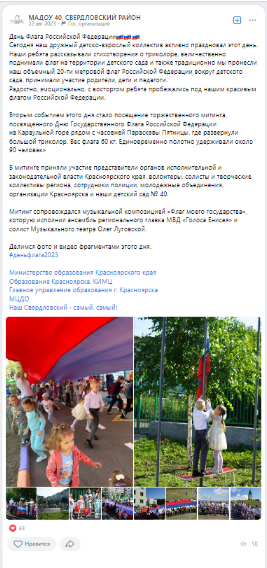 МАДОУ 40, СВЕРДЛОВСКИЙ РАЙОН
22 авг 2023 · Гос. организация
День Флага Российской Федерации
Сегодня наш дружный детско-взрослый коллектив активно праздновал этот день.
Наши ребята рассказывали стихотворения о триколоре, величественно
поднимали флаг на территории детского сада и также традиционно мы пронесли
наш объемный 20-ти метровой флаг Российской Федерации вокруг детского
сада, принимали участие родители, дети и педагоги.
Радостно, эмоционально, с восторгом ребята пробежались под нашим красивым
флагом Российской Федерации.
Вторым событием этого дня стало посещение торжественного митинга,
посвященного Дню Государственного Флага Российской Федерации
на Караульной горе рядом с часовней Параскевы Пятницы, где развернули
большой триколор. Вес флага 60 кг. Единовременно полотно удерживали около
80 человек»
В митинге приняли участие представители органов исполнительной и
законодательной власти Красноярского края, волонтеры, солисты и творческие
коллективы региона, сотрудники полиции, молодежные объединения,
организации Красноярска и наши детский сад № 40.
Митинг сопровождался музыкальной композицией «Флаг моего государства»,
которую исполнил ансамбль регионального главка МВД «Голоса Енисея» и
солист Музыкального театра Олег Луговской.
Делимся фото и видео фрагментами этого дня.
#деньфлага2023
Министерство образования Красноярского края
Образование Красноярска. КИМЦ
Главное управление образования г. Красноярска
МЦДО
Наш Свердловский - самый, самый!
43
Нравится
1K